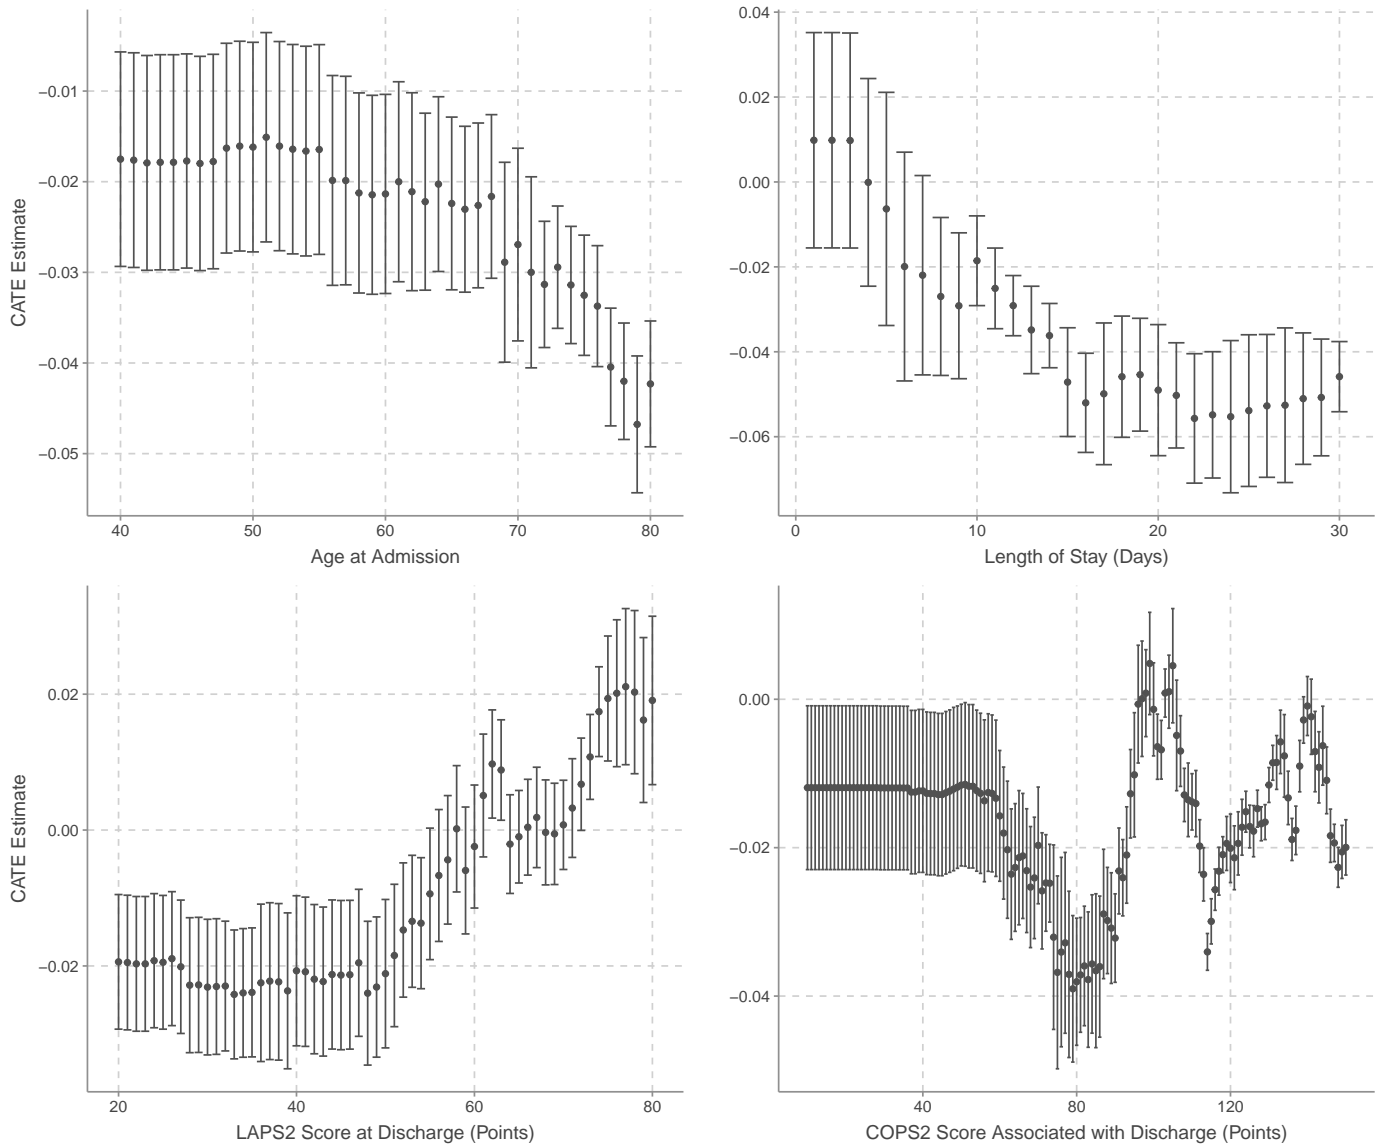 CATE Estimate
−0.01
−0.02
−0.03
−0.04
−0.05
40 50 60 70 80
Age at Admission
0.04
0.02
0.00
−0.02
−0.04
−0.06
0 10 20 30
Length of Stay (Days)
CATE Estimate
0.02
0.00
−0.02
20 40 60 80
LAPS2 Score at Discharge (Points)
0.00
−0.02
−0.04
40 80 120
COPS2 Score Associated with Discharge (Points)